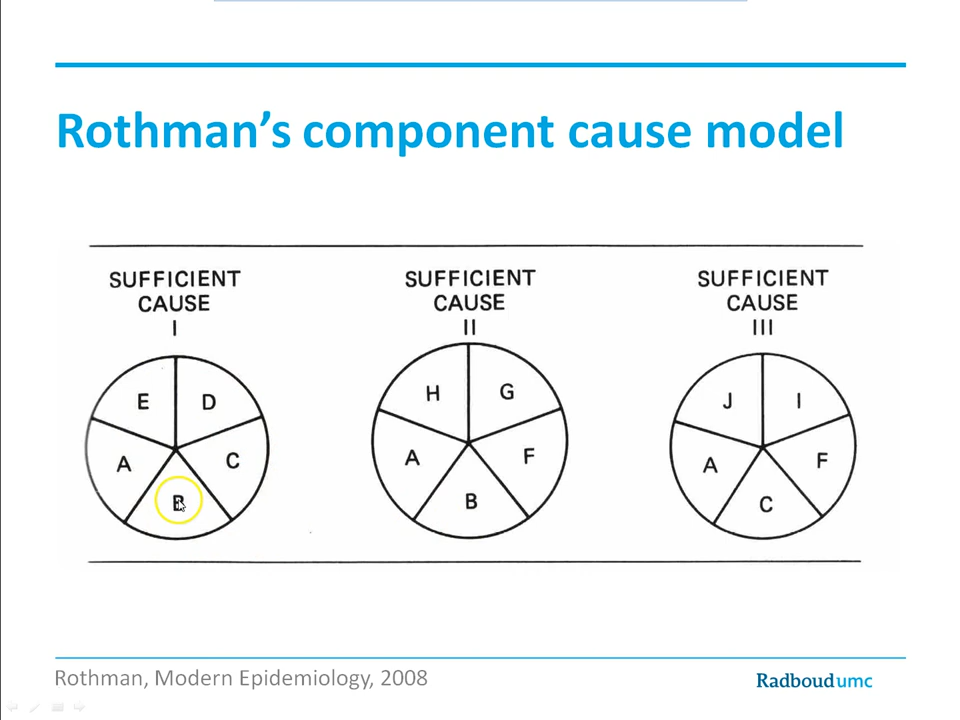 Rothman's component cause model
SUFFICIENT
CAUSE
I
SUFFICIENT
CAUSE
II
SUFFICIENT
CAUSE
III
E D
A C
B
H G
A F
B
J I
A F
C
Rothman, Modern Epidemiology, 2008
Radboudumc